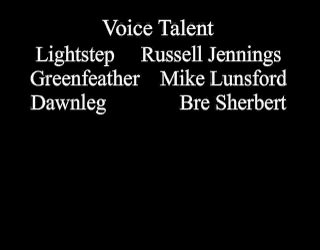 Voice Talent
Lightstep Russell Jennings
Greenfeather Mike Lunsford
Dawnleg Bre Sherbert